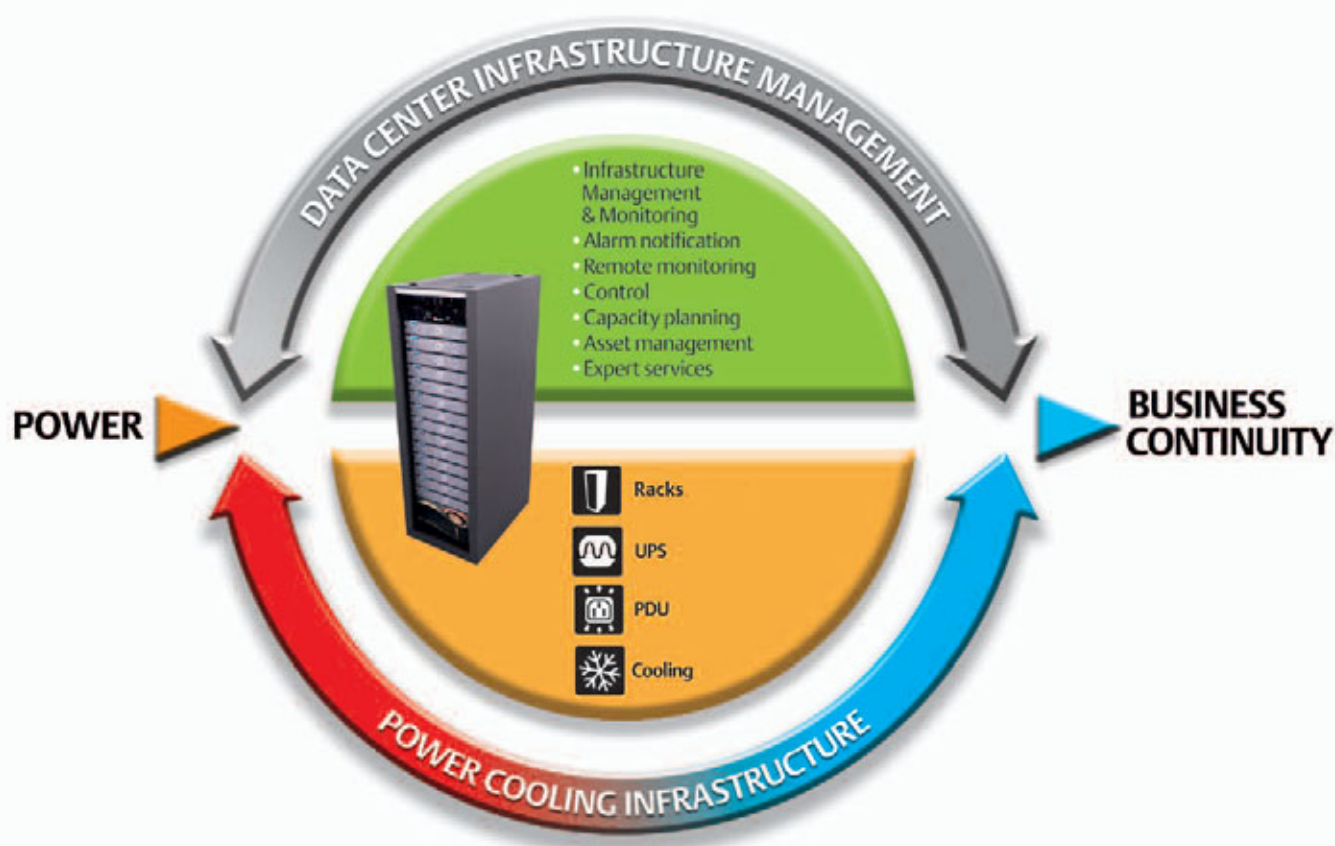 DATA CENTER INFRASTRUCTURE MANAGEMENT
• Infrastructure
Management
& Monitoring
• Alarm notification
• Remote monitoring
• Control
• Capacity planning
• Asset management
• Expert services
POWER
BUSINESS
CONTINUITY
Racks
UPS
PDU
Cooling
POWER COOLING INFRASTRUCTURE